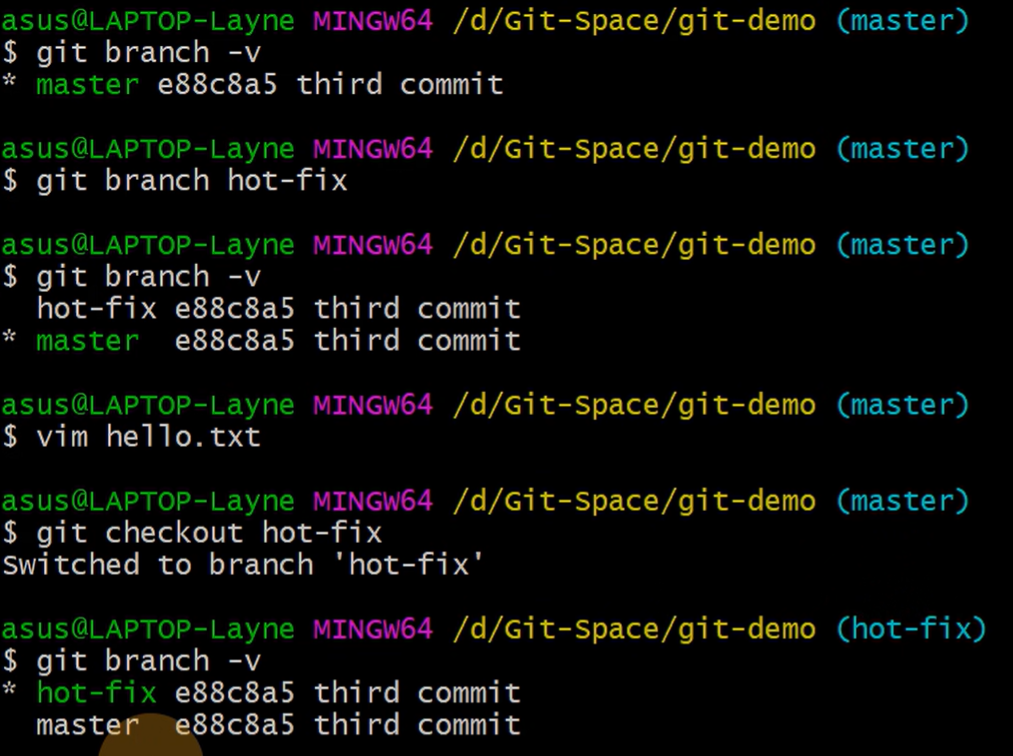 asus@LAPTOP-Layne MINGW64 /d/Git-Space/git-demo (master)
$ git branch -v
* master e88c8a5 third commit

asus@LAPTOP-Layne MINGW64 /d/Git-Space/git-demo (master)
$ git branch hot-fix

asus@LAPTOP-Layne MINGW64 /d/Git-Space/git-demo (master)
$ git branch -v
  hot-fix e88c8a5 third commit
* master  e88c8a5 third commit

asus@LAPTOP-Layne MINGW64 /d/Git-Space/git-demo (master)
$ vim hello.txt

asus@LAPTOP-Layne MINGW64 /d/Git-Space/git-demo (master)
$ git checkout hot-fix
Switched to branch 'hot-fix'

asus@LAPTOP-Layne MINGW64 /d/Git-Space/git-demo (hot-fix)
$ git branch -v
* hot-fix e88c8a5 third commit
  master  e88c8a5 third commit